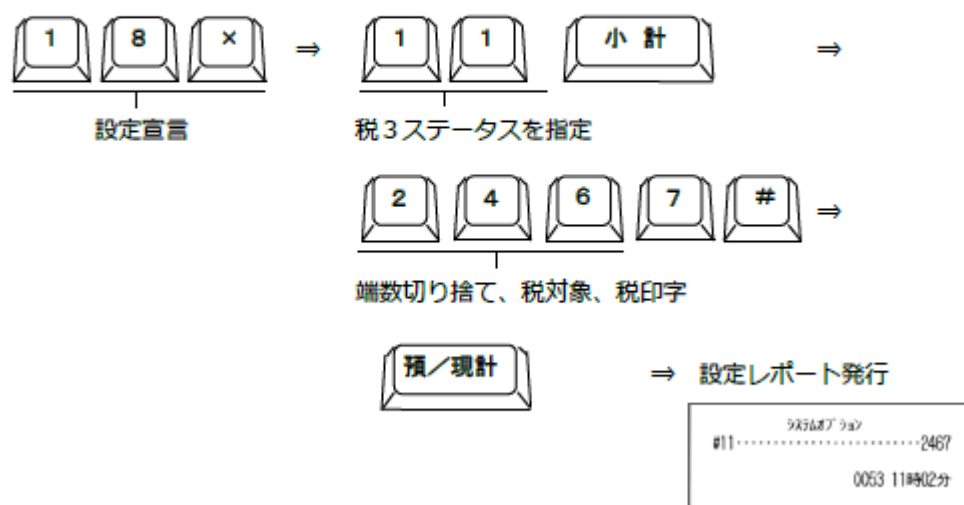 1 8 × ⇒ 1 1 小計 ⇒
設定宣言 税3ステータスを指定
2 4 6 7 # ⇒
端数切り捨て、税対象、税印字
預/現計 ⇒ 設定レポート発行
システムオプション
#11························2467
0053 11時02分